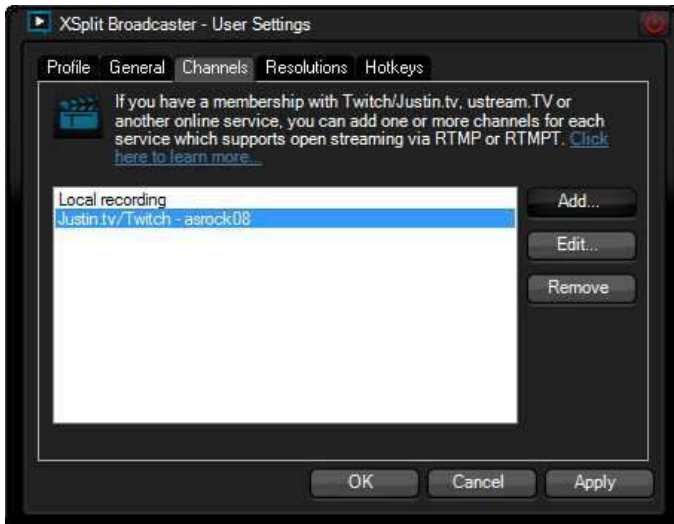 XSplit Broadcaster - User Settings
Profile General Channels Resolutions Hotkeys
If you have a membership with Twitch/Justin.tv, ustream.TV or
another online service, you can add one or more channels for each
service which supports open streaming via RTMP or RTMPT. Click
here to learn more...
Local recording
Add...
Justin.tv/Twitch - asrock08
Edit...
Remove
OK Cancel Apply